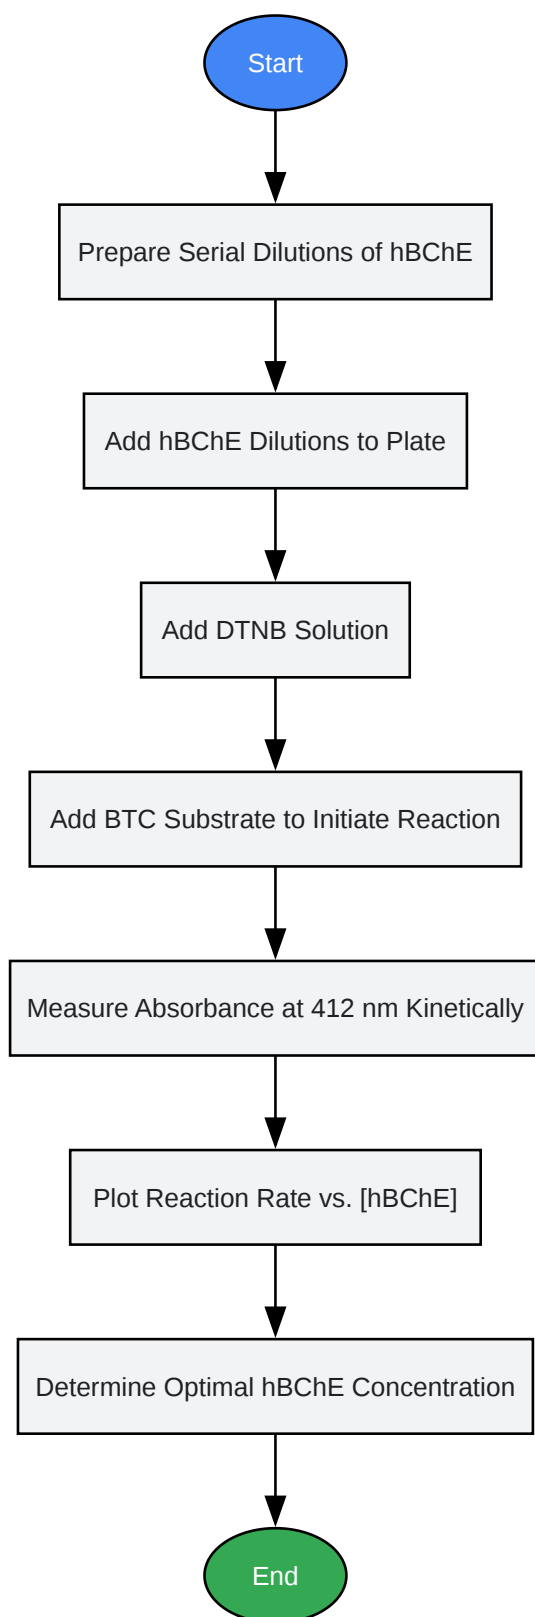 Start
Prepare Serial Dilutions of hBChE
Add hBChE Dilutions to Plate
Add DTNB Solution
Add BTC Substrate to Initiate Reaction
Measure Absorbance at 412 nm Kinetically
Plot Reaction Rate vs. [hBChE]
Determine Optimal hBChE Concentration
End